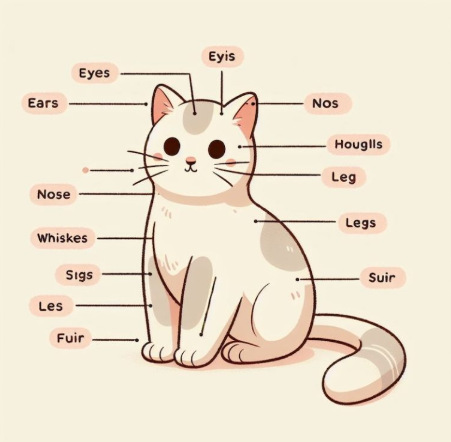 Eyis
Eyes
Ears
Nos
Houglls
Leg
Nose
Legs
Whiskes
Sigs
Suir
Les
Fuir